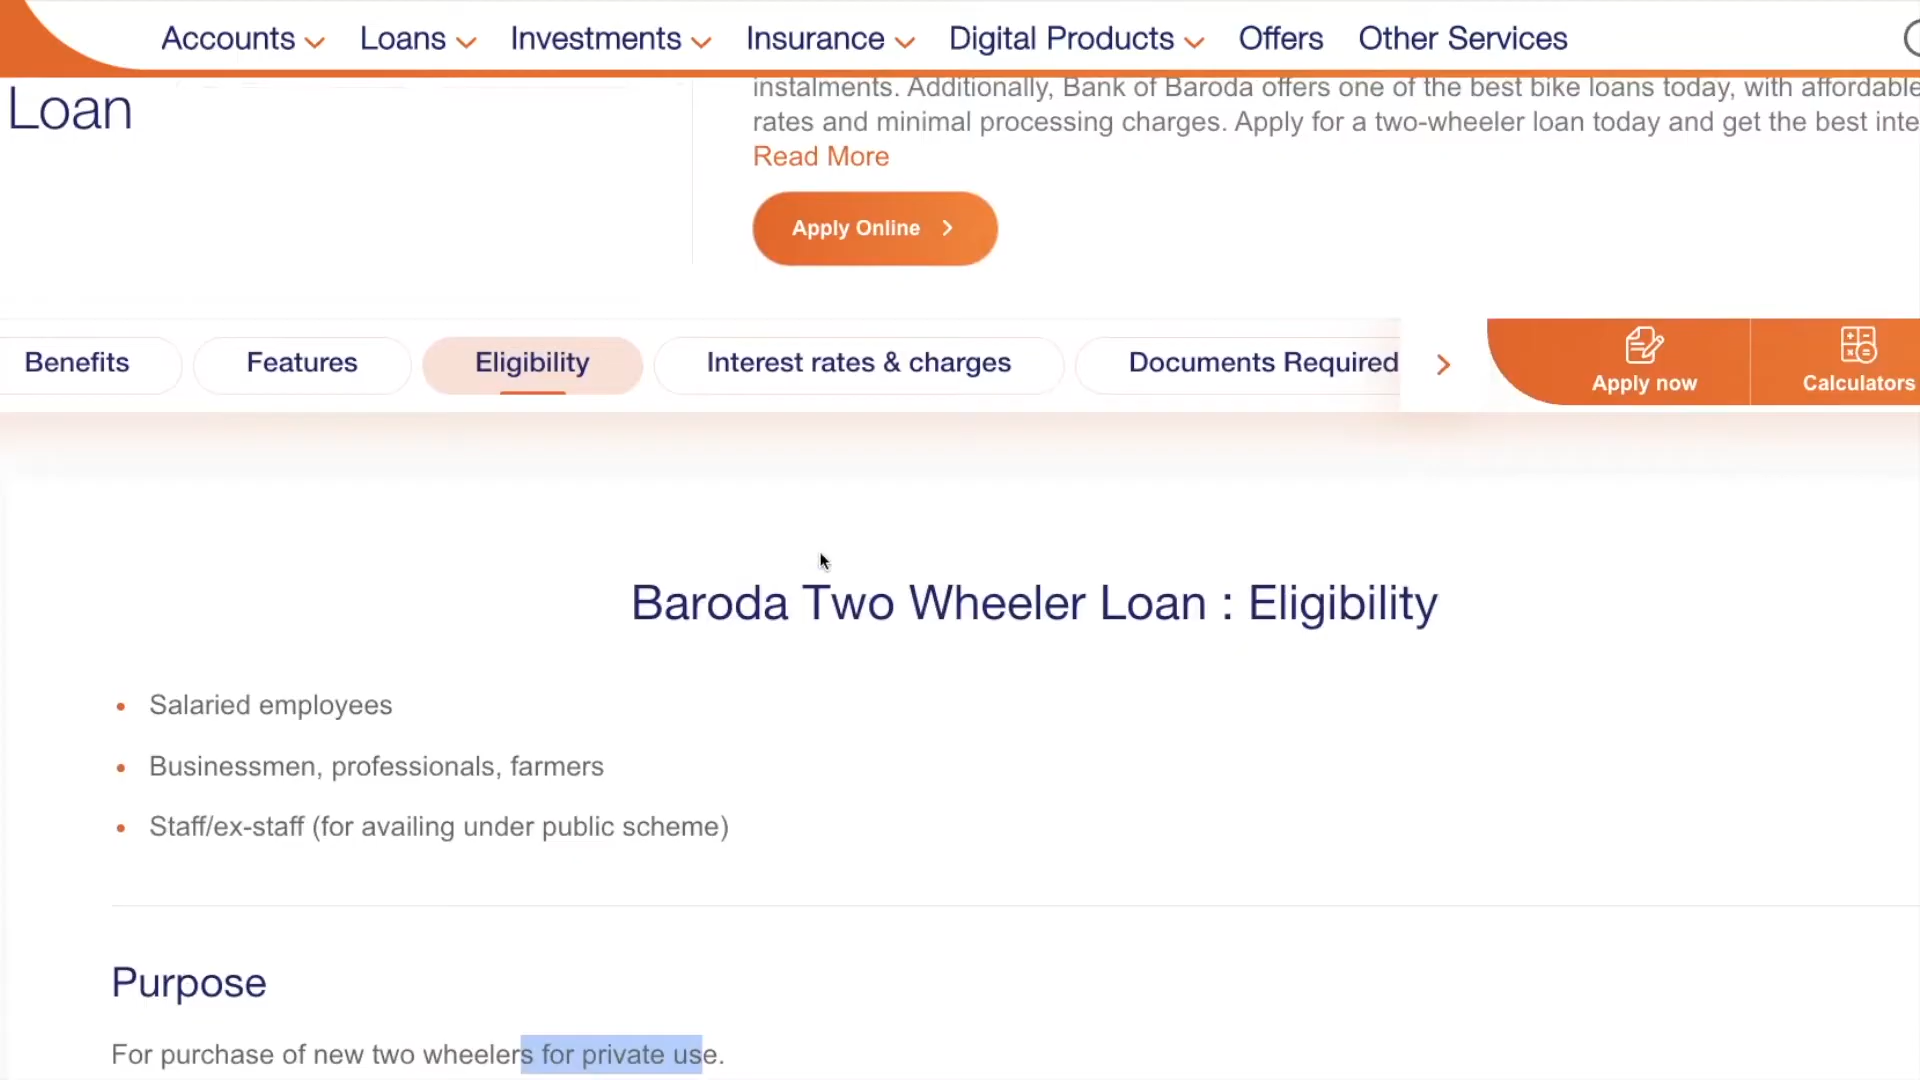 Accounts Loans Investments Insurance Digital Products Offers Other Services
Loan
instalments. Additionally, Bank of Baroda offers one of the best bike loans today, with affordable
rates and minimal processing charges. Apply for a two-wheeler loan today and get the best inte
Read More
Apply Online
Benefits Features Eligibility Interest rates & charges Documents Required
Apply now Calculators
Baroda Two Wheeler Loan : Eligibility
• Salaried employees
• Businessmen, professionals, farmers
• Staff/ex-staff (for availing under public scheme)
Purpose
For purchase of new two wheelers for private use.